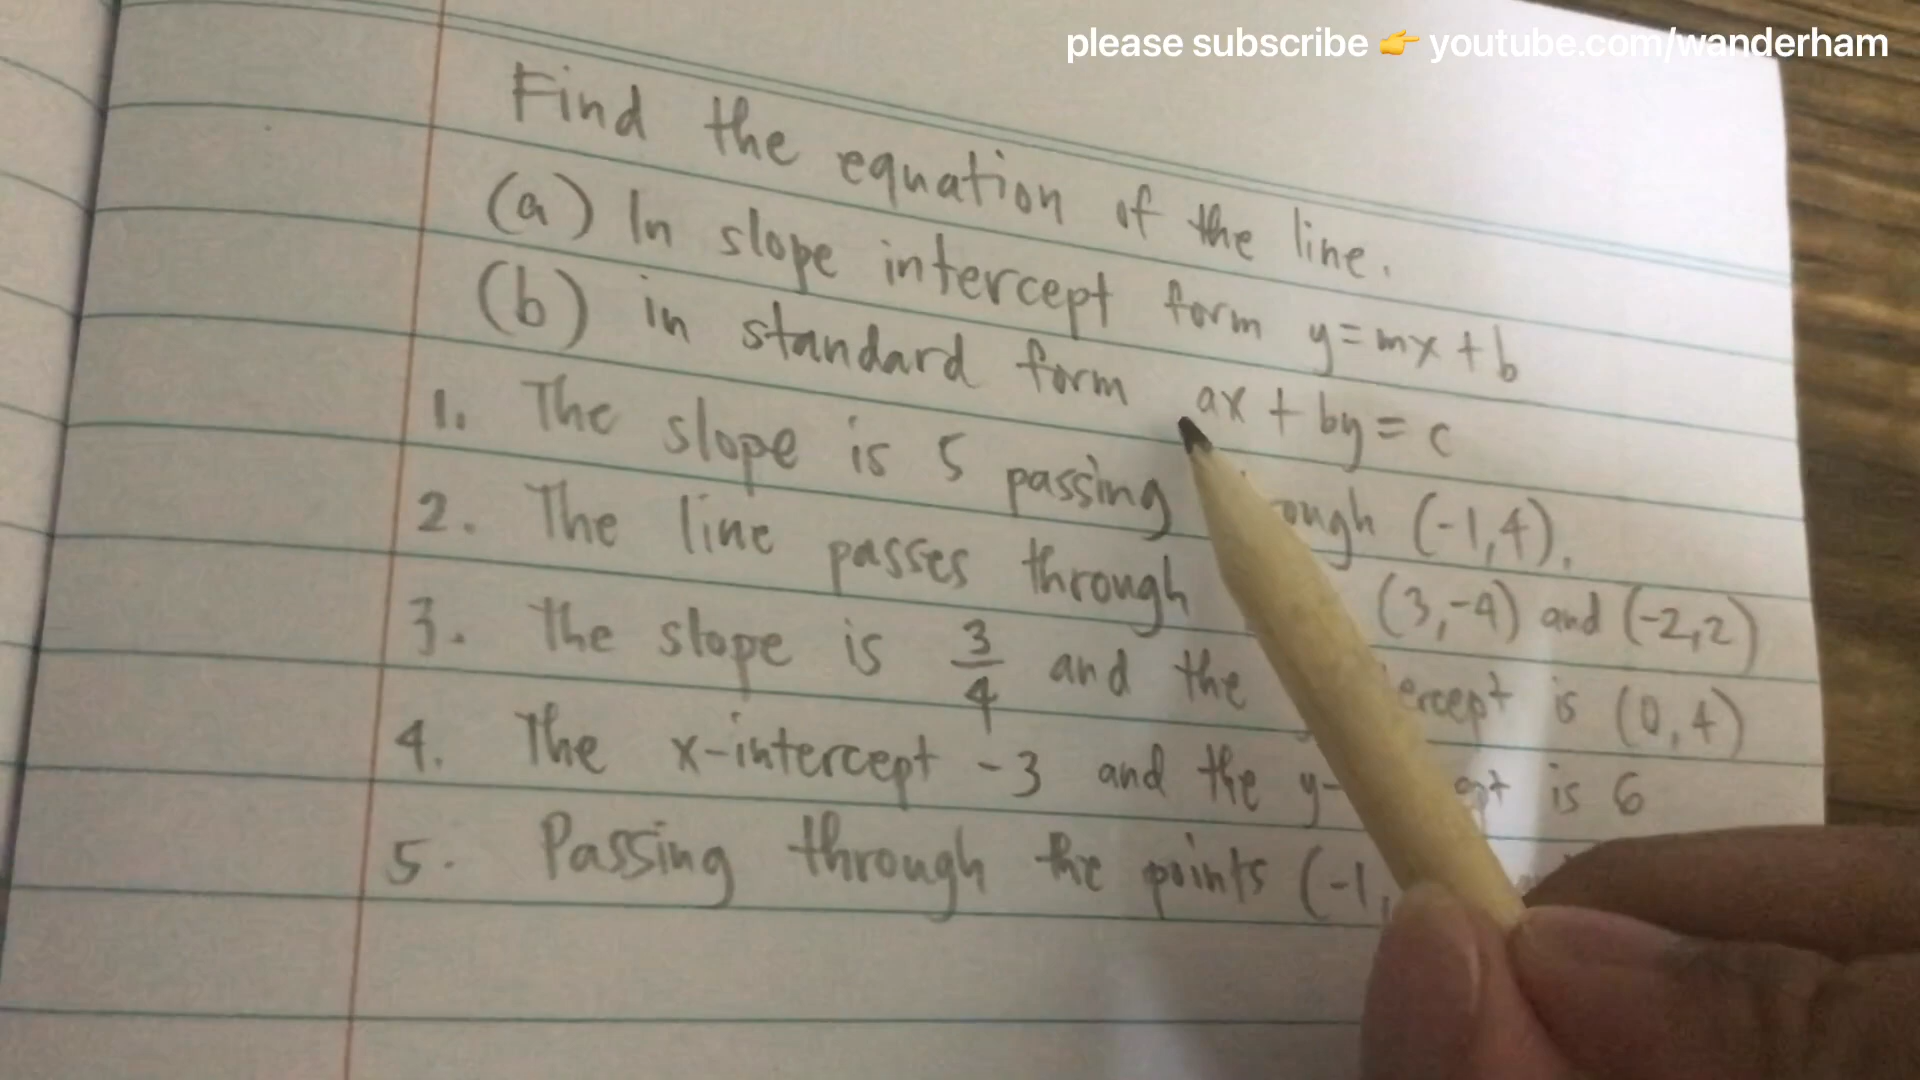 please subscribe 👉 youtube.com/wanderham
Find the equation of the line.
(a) In slope intercept form y=mx+b
(b) in standard form ax + by = c
1. The slope is 5 passing (-1,4).
2. The line passes through (3,-4) and (-2,2)
3. The slope is 3/4 and the is (0,4)
4. The x-intercept -3 and the is 6
5. Passing through the points (-1,